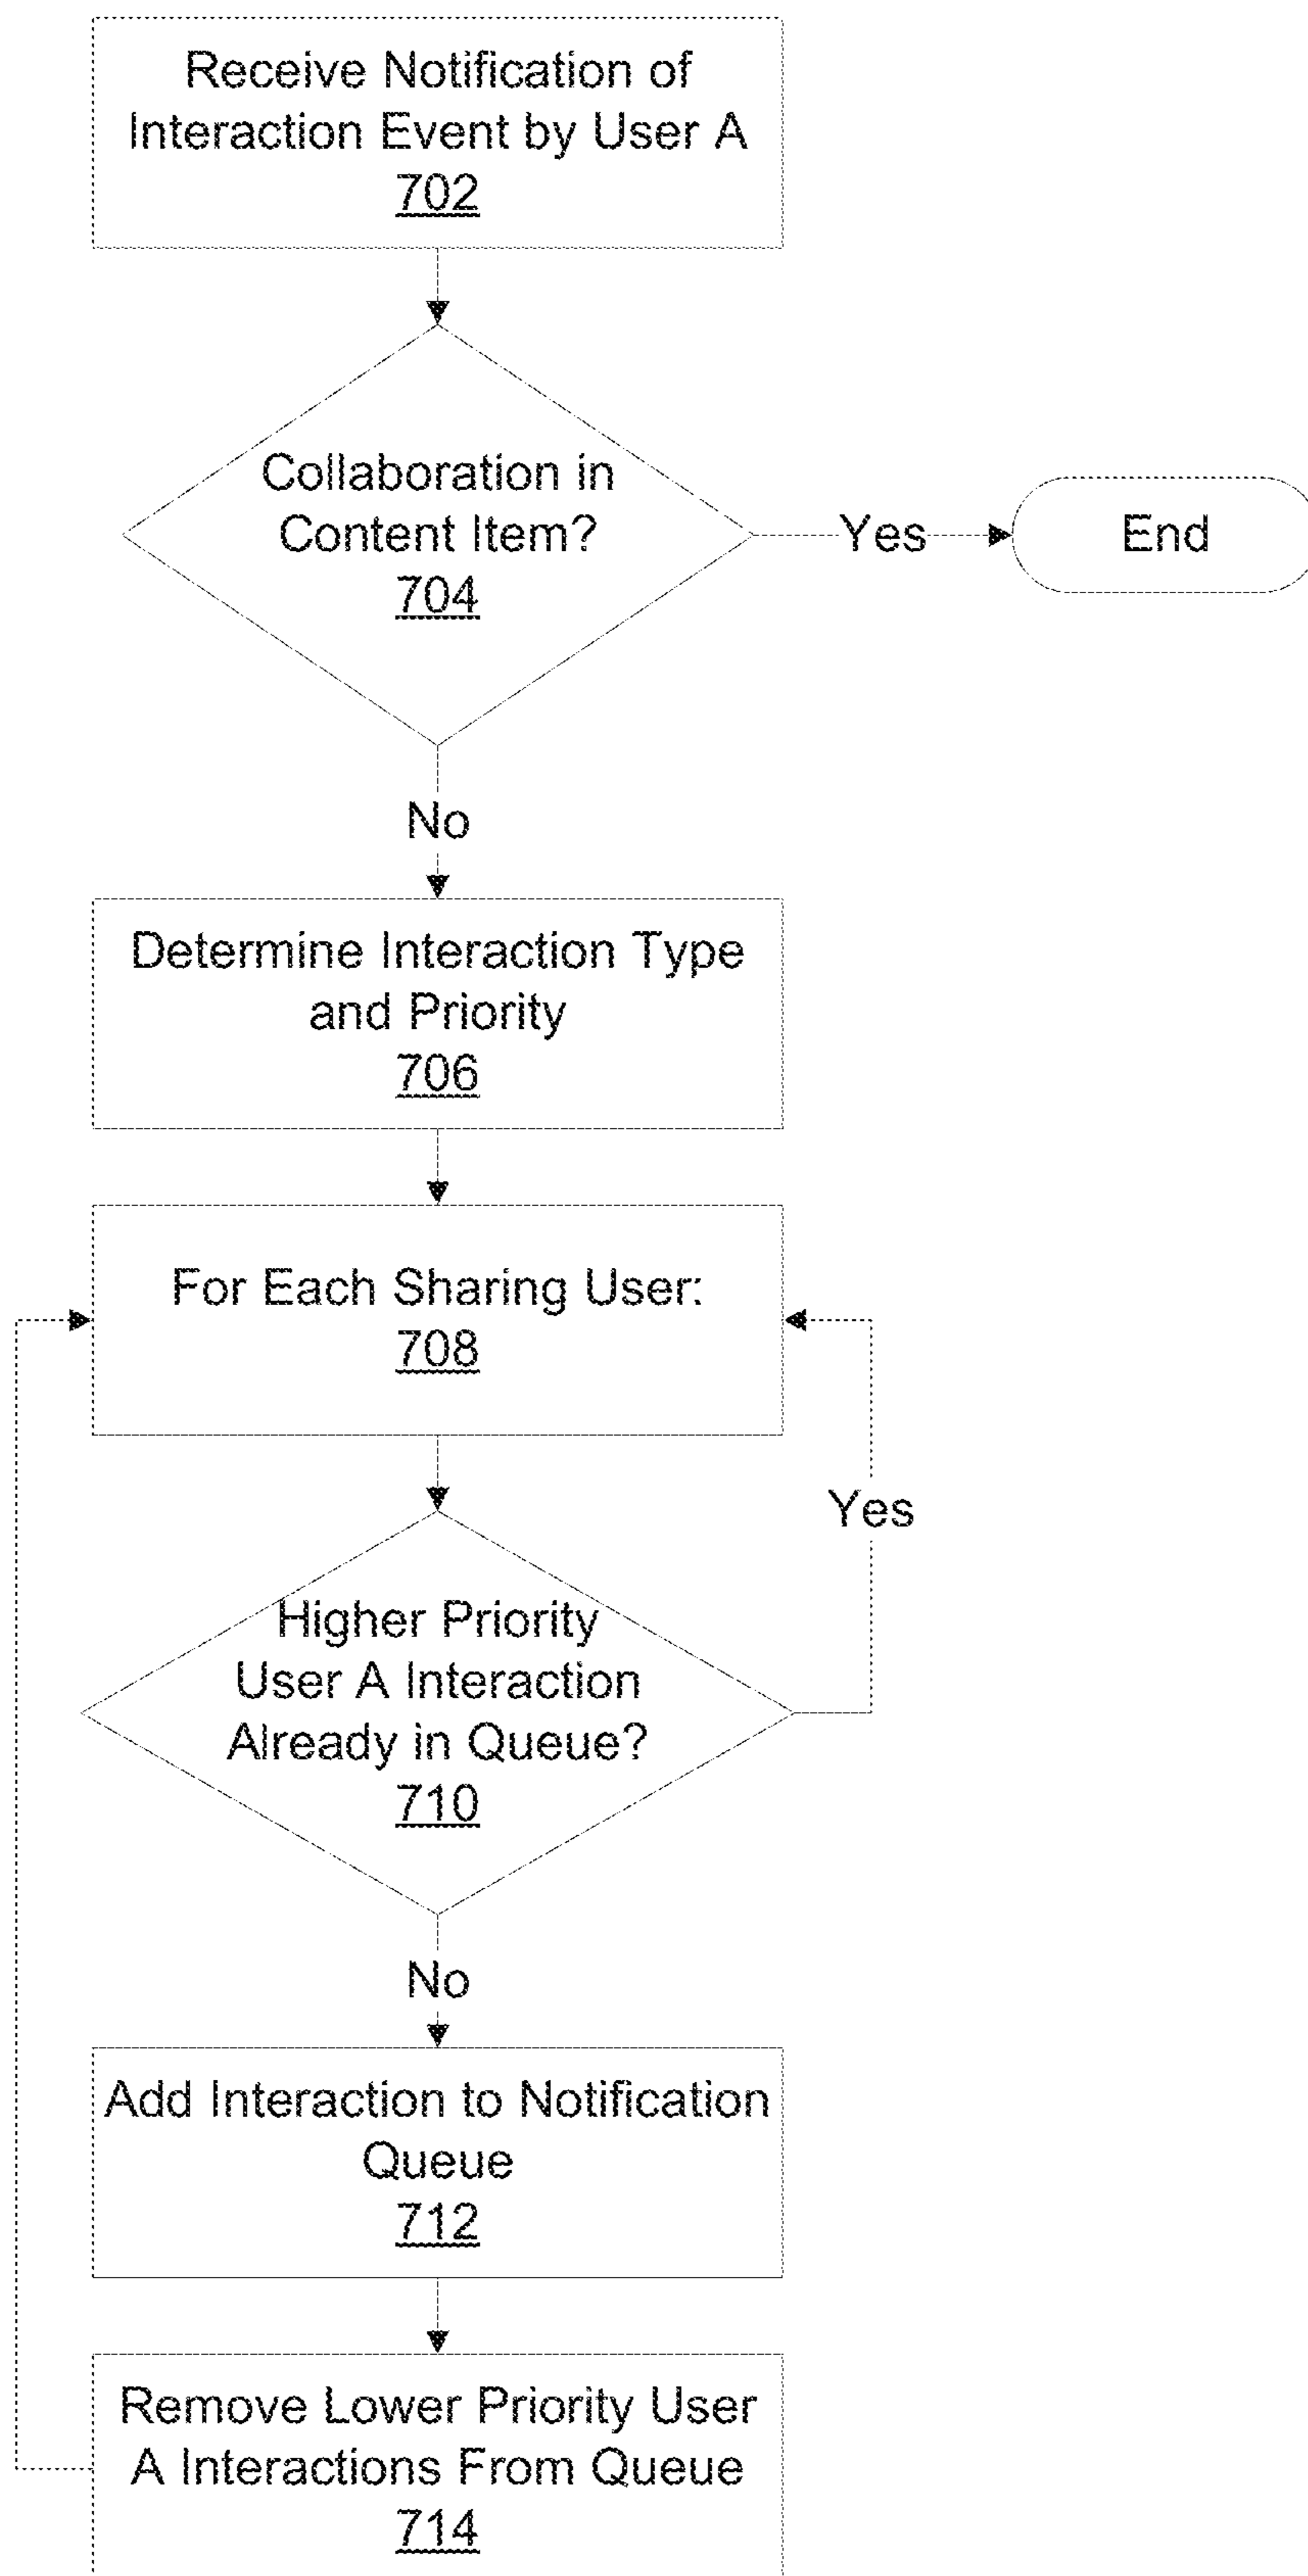 Receive Notification of
Interaction Event by User A
702
Collaboration in
Content Item?
704
Yes
End
No
Determine Interaction Type
and Priority
706
For Each Sharing User:
708
Yes
Higher Priority
User A Interaction
Already in Queue?
710
No
Add Interaction to Notification
Queue
712
Remove Lower Priority User
A Interactions From Queue
714